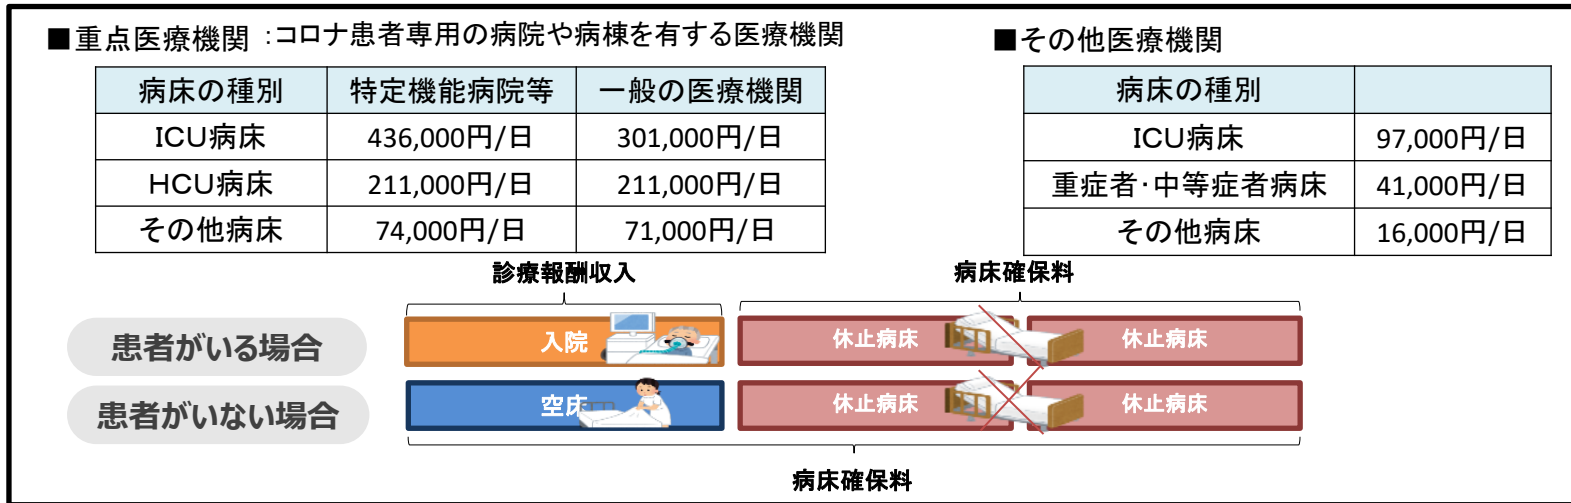 ■重点医療機関 :コロナ患者専用の病院や病棟を有する医療機関
病床の種別 特定機能病院等 一般の医療機関
ICU病床 436,000円/日 301,000円/日
HCU病床 211,000円/日 211,000円/日
その他病床 74,000円/日 71,000円/日
■その他医療機関
病床の種別
ICU病床 97,000円/日
重症者・中等症者病床 41,000円/日
その他病床 16,000円/日
診療報酬収入 病床確保料
患者がいる場合 入院 休止病床 休止病床
患者がいない場合 空床 休止病床 休止病床
病床確保料